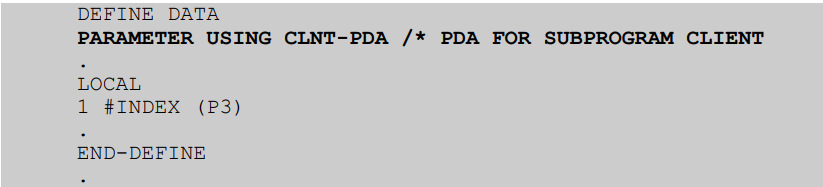 DEFINE DATA
PARAMETER USING CLNT-PDA /* PDA FOR SUBPROGRAM CLIENT
.
LOCAL
1 #INDEX (P3)
.
END-DEFINE
.